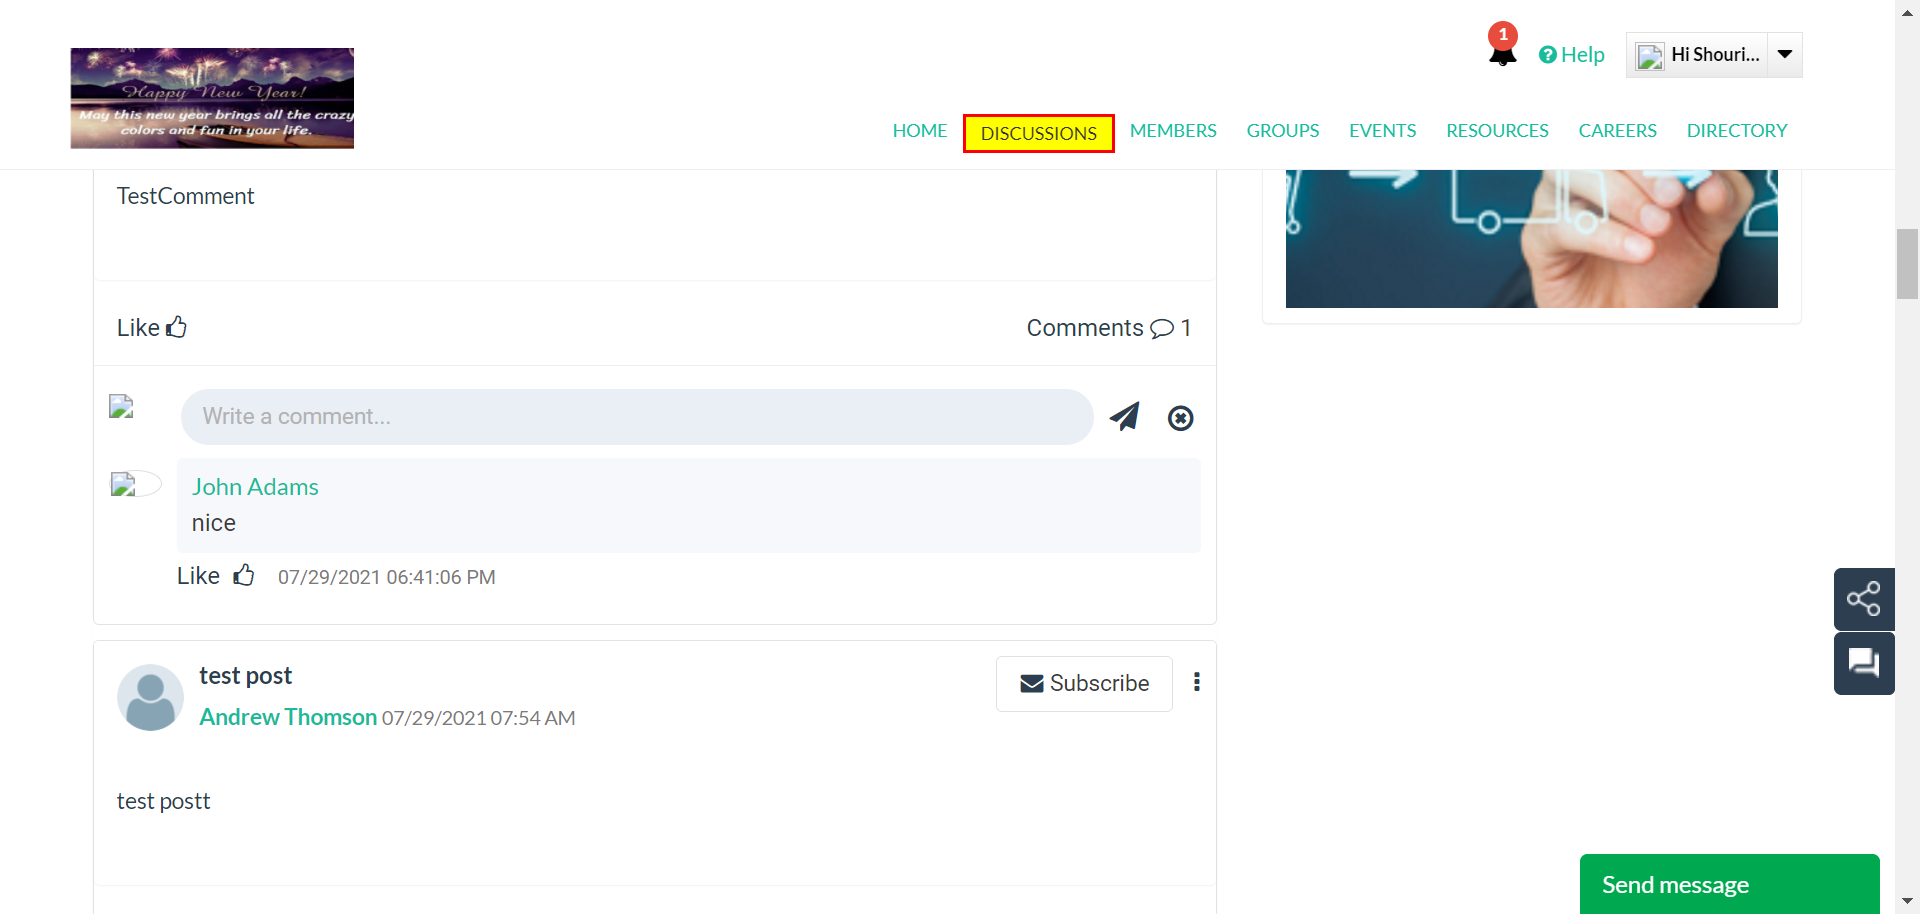 1
Help
Hi Shouri...
Happy New Year!
May this new year brings all the crazy
colors and fun in your life.
HOME DISCUSSIONS MEMBERS GROUPS EVENTS RESOURCES CAREERS DIRECTORY
TestComment
Like
Comments 1
Write a comment...
John Adams
nice
Like 07/29/2021 06:41:06 PM
test post
Subscribe
Andrew Thomson 07/29/2021 07:54 AM
test postt
Send message